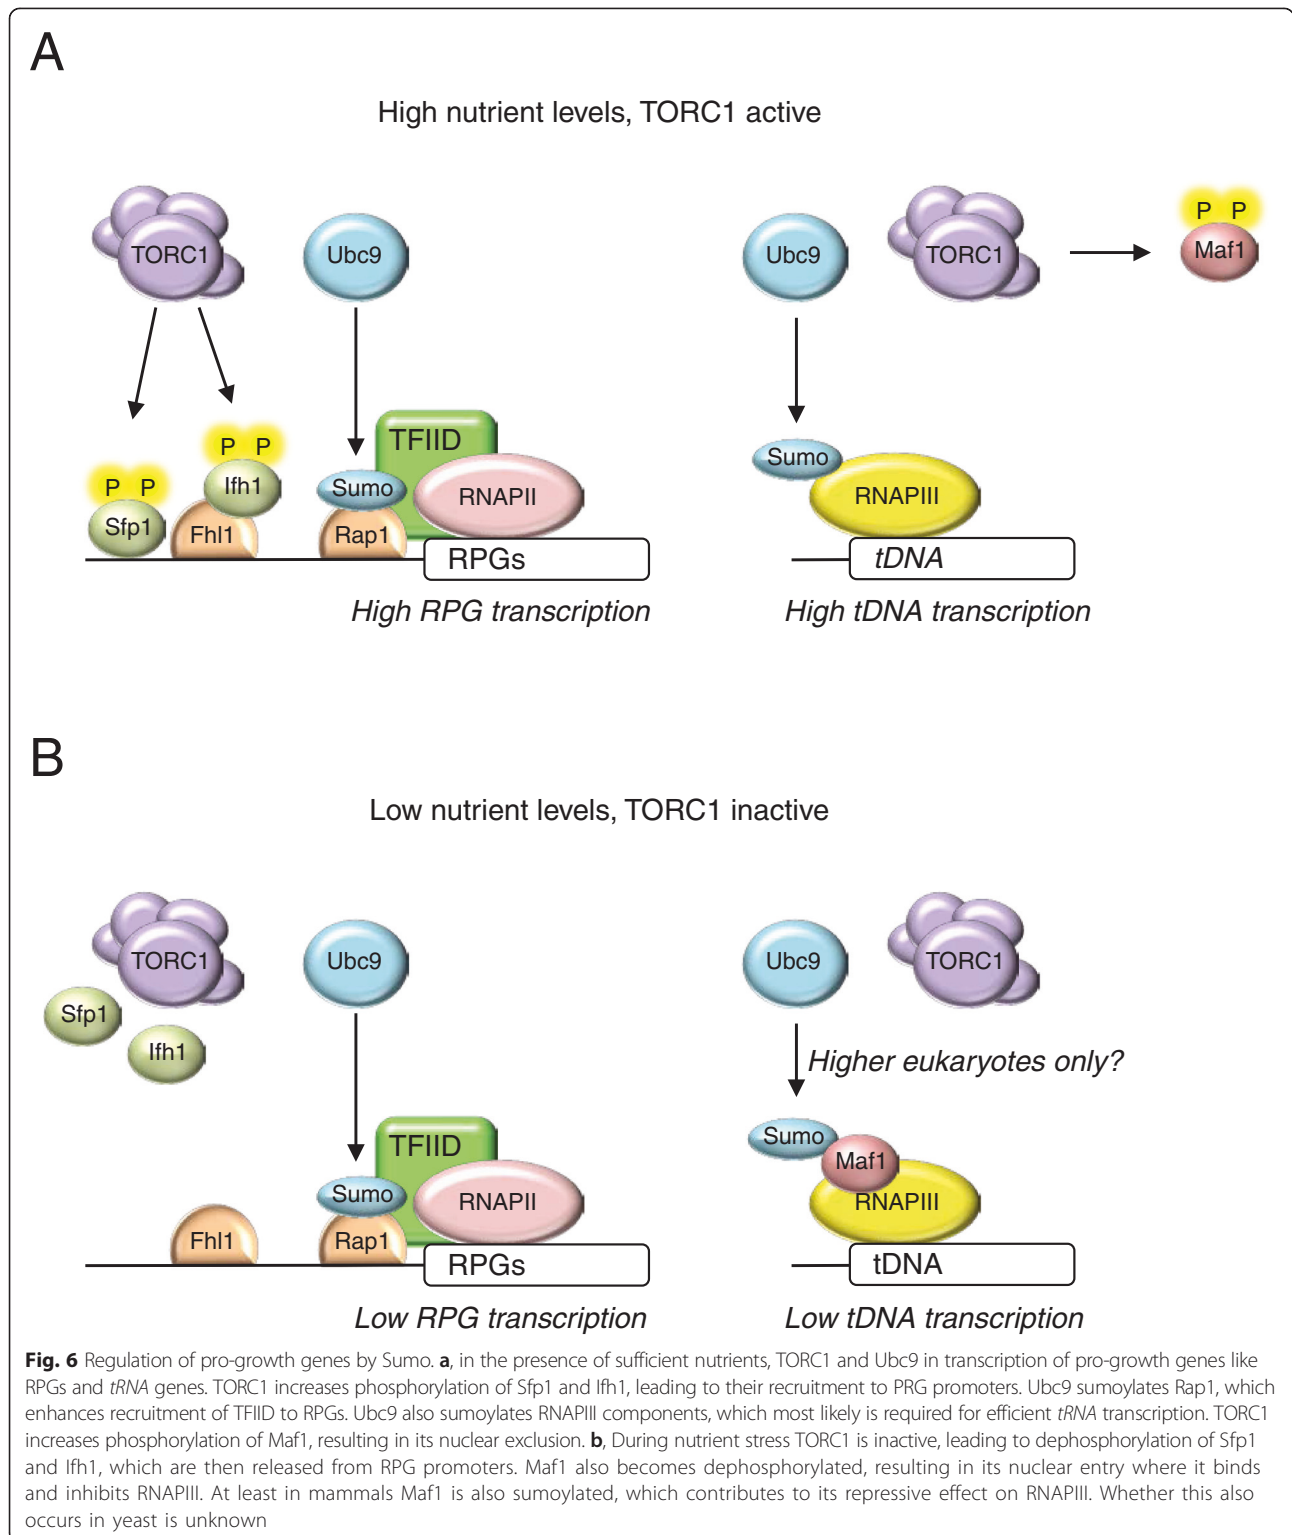 A
High nutrient levels, TORC1 active
TORC1
Ubc9
Ubc9
TORC1
P P
Maf1
P P
Sfp1
P P
Ifh1
Fhl1
Sumo
Rap1
TFIID
RNAPII
RPGs
High RPG transcription
Sumo
RNAPIII
tDNA
High tDNA transcription
B
Low nutrient levels, TORC1 inactive
TORC1
Sfp1
Ifh1
Ubc9
Ubc9
TORC1
Higher eukaryotes only?
Fhl1
Sumo
Rap1
TFIID
RNAPII
RPGs
Low RPG transcription
Sumo
Maf1
RNAPIII
tDNA
Low tDNA transcription
Fig. 6 Regulation of pro-growth genes by Sumo. a, in the presence of sufficient nutrients, TORC1 and Ubc9 in transcription of pro-growth genes like
RPGs and tRNA genes. TORC1 increases phosphorylation of Sfp1 and Ifh1, leading to their recruitment to PRG promoters. Ubc9 sumoylates Rap1, which
enhances recruitment of TFIID to RPGs. Ubc9 also sumoylates RNAPIII components, which most likely is required for efficient tRNA transcription. TORC1
increases phosphorylation of Maf1, resulting in its nuclear exclusion. b, During nutrient stress TORC1 is inactive, leading to dephosphorylation of Sfp1
and Ifh1, which are then released from RPG promoters. Maf1 also becomes dephosphorylated, resulting in its nuclear entry where it binds
and inhibits RNAPIII. At least in mammals Maf1 is also sumoylated, which contributes to its repressive effect on RNAPIII. Whether this also
occurs in yeast is unknown